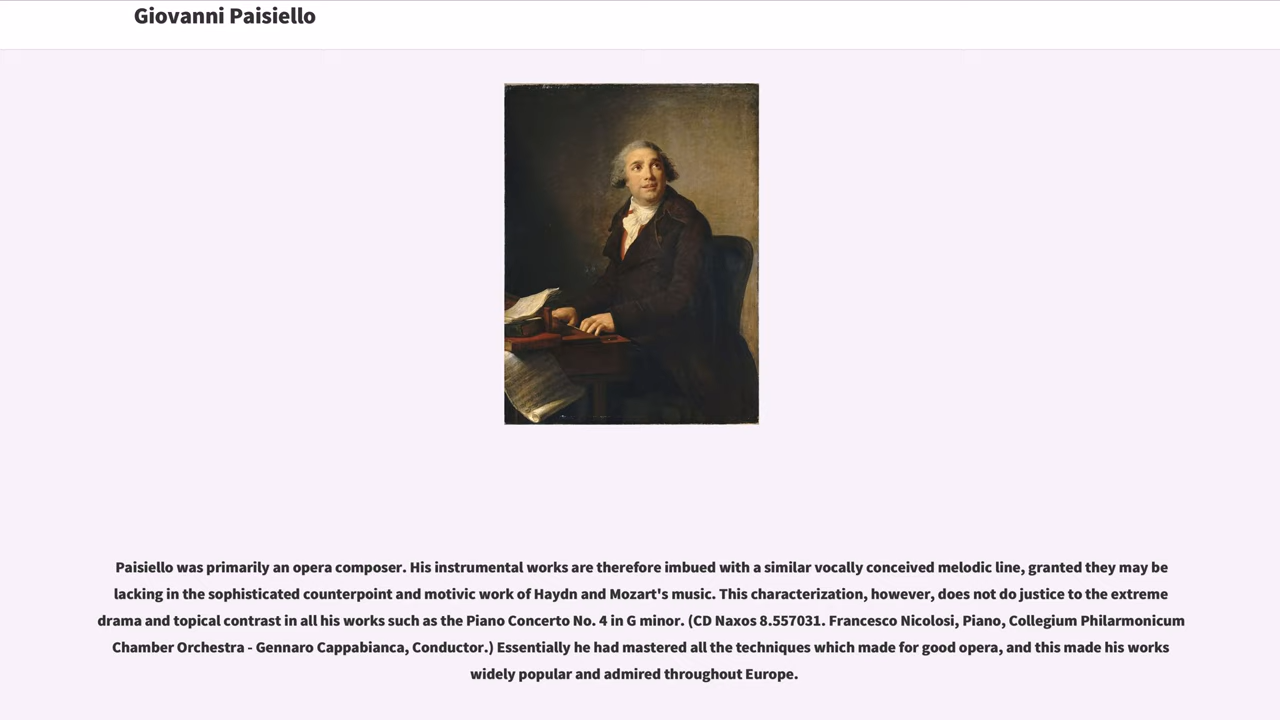 Giovanni Paisiello
Paisiello was primarily an opera composer. His instrumental works are therefore imbued with a similar vocally conceived melodic line, granted they may be
lacking in the sophisticated counterpoint and motivic work of Haydn and Mozart's music. This characterization, however, does not do justice to the extreme
drama and topical contrast in all his works such as the Piano Concerto No. 4 in G minor. (CD Naxos 8.557031. Francesco Nicolosi, Piano, Collegium Philarmonicum
Chamber Orchestra - Gennaro Cappabianca, Conductor.) Essentially he had mastered all the techniques which made for good opera, and this made his works
widely popular and admired throughout Europe.